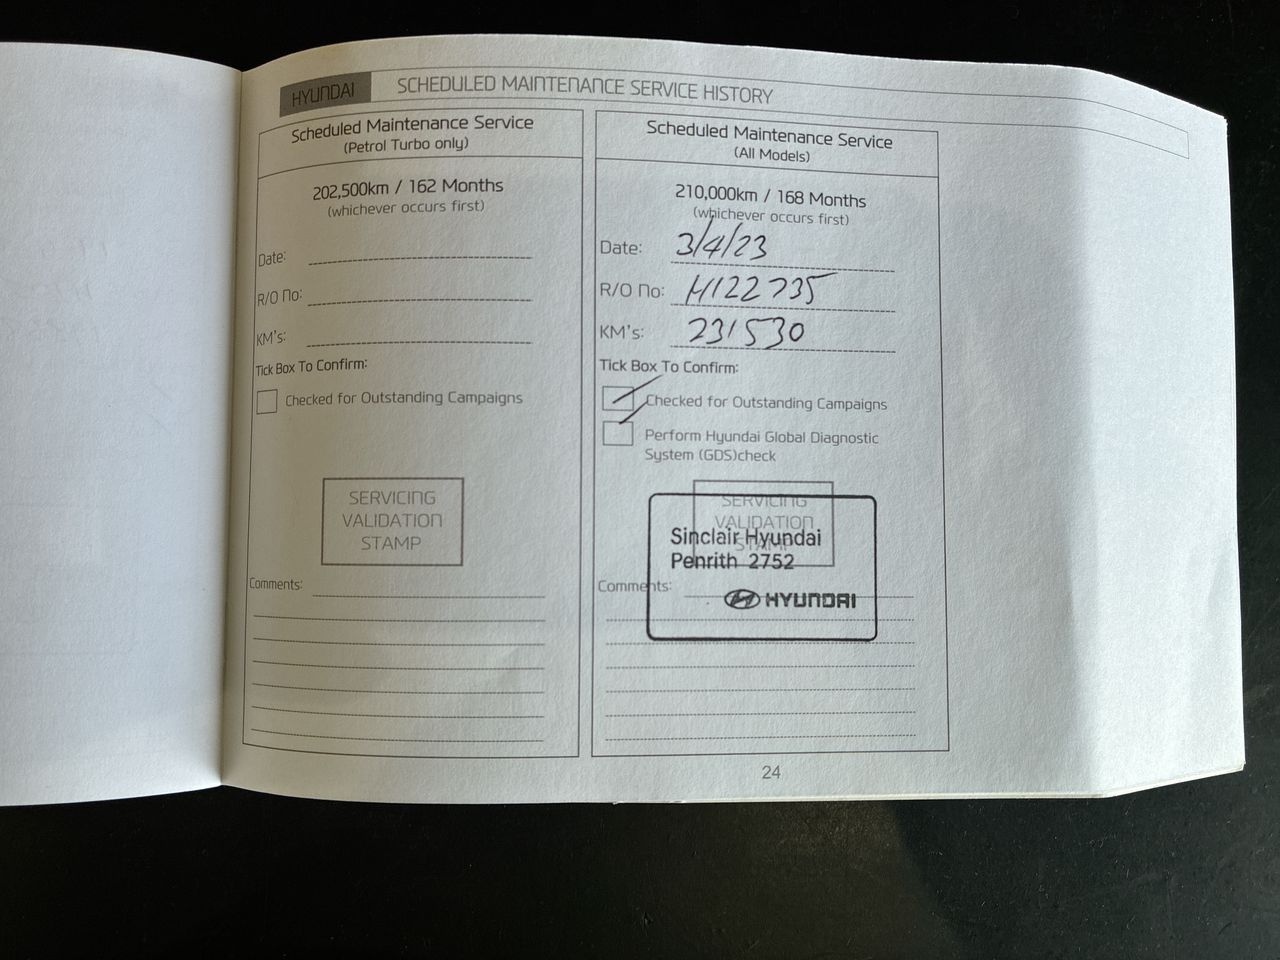 HYUNDAI SCHEDULED MAINTENANCE SERVICE HISTORY
Scheduled Maintenance Service
(Petrol Turbo only)
202,500km / 162 Months
(whichever occurs first)
Date:
R/O No:
KM's:
Tick Box To Confirm:
Checked for Outstanding Campaigns
SERVICING
VALIDATION
STAMP
Comments:
Scheduled Maintenance Service
(All Models)
210,000km / 168 Months
(whichever occurs first)
Date: 3/4/23
R/O No: H122735
KM's: 231530
Tick Box To Confirm:
Checked for Outstanding Campaigns
Perform Hyundai Global Diagnostic
System (GDS)check
SERVICING
VALIDATION
STAMP
Sinclair Hyundai
Penrith 2752
Comments:
HYUNDAI
24